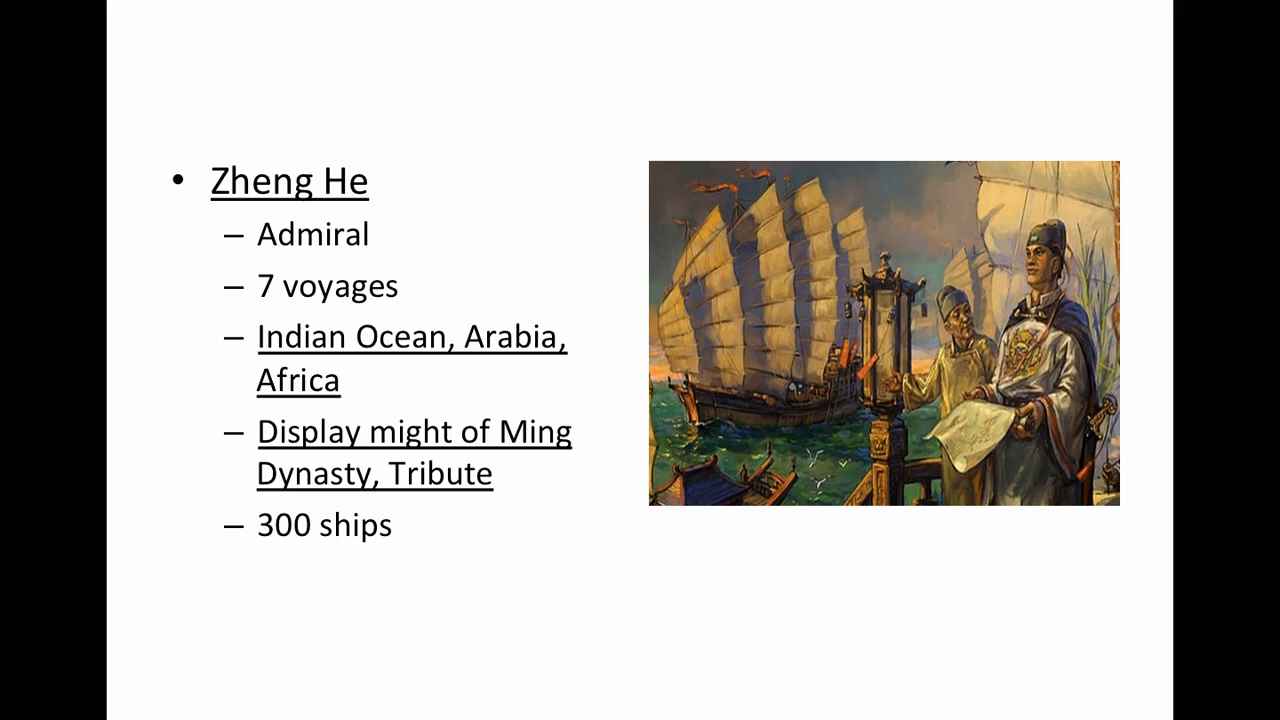 • Zheng He
– Admiral
– 7 voyages
– Indian Ocean, Arabia,
Africa
– Display might of Ming
Dynasty, Tribute
– 300 ships